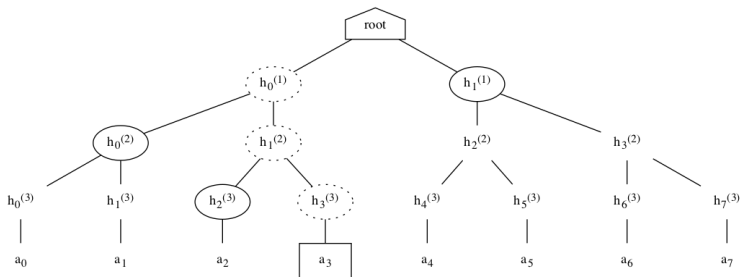 root
h₀⁽¹⁾ h₁⁽¹⁾
h₀⁽²⁾ h₁⁽²⁾ h₂⁽²⁾ h₃⁽²⁾
h₀⁽³⁾ h₁⁽³⁾ h₂⁽³⁾ h₃⁽³⁾ h₄⁽³⁾ h₅⁽³⁾ h₆⁽³⁾ h₇⁽³⁾
a₀ a₁ a₂ a₃ a₄ a₅ a₆ a₇